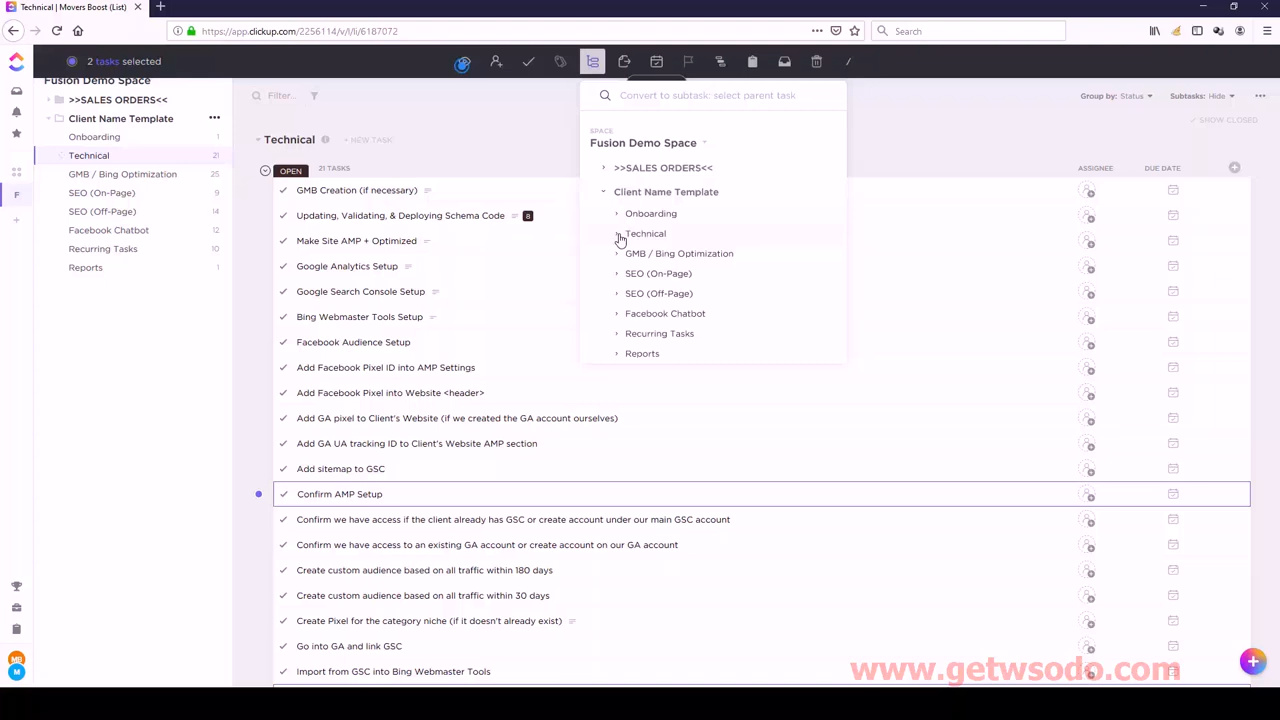 Technical | Movers Boost (List)
https://app.clickup.com/2256114/v/l/li/6187072
Search
2 tasks selected
Fusion Demo Space
>>SALES ORDERS<<
Client Name Template
Onboarding 1
Technical 21
GMB / Bing Optimization 25
SEO (On-Page) 9
SEO (Off-Page) 2
Facebook Chatbot 12
Recurring Tasks 10
Reports 1
F
MB
M
Filter...
Group by: Status
Subtasks: Hide
SHOW CLOSED
Technical
+ NEW TASK
OPEN 21 TASKS
ASSIGNEE DUE DATE
GMB Creation (if necessary)
Updating, Validating, & Deploying Schema Code 8
Make Site AMP + Optimized
Google Analytics Setup
Google Search Console Setup
Bing Webmaster Tools Setup
Facebook Audience Setup
Add Facebook Pixel ID into AMP Settings
Add Facebook Pixel into Website <header>
Add GA pixel to Client's Website (if we created the GA account ourselves)
Add GA UA tracking ID to Client's Website AMP section
Add sitemap to GSC
Confirm AMP Setup
Confirm we have access if the client already has GSC or create account under our main GSC account
Confirm we have access to an existing GA account or create account on our GA account
Create custom audience based on all traffic within 180 days
Create custom audience based on all traffic within 30 days
Create Pixel for the category niche (if it doesn't already exist)
Go into GA and link GSC
Import from GSC into Bing Webmaster Tools
Convert to subtask: select parent task
SPACE
Fusion Demo Space
>>SALES ORDERS<<
Client Name Template
Onboarding
Technical
GMB / Bing Optimization
SEO (On-Page)
SEO (Off-Page)
Facebook Chatbot
Recurring Tasks
Reports
www.getwsodo.com